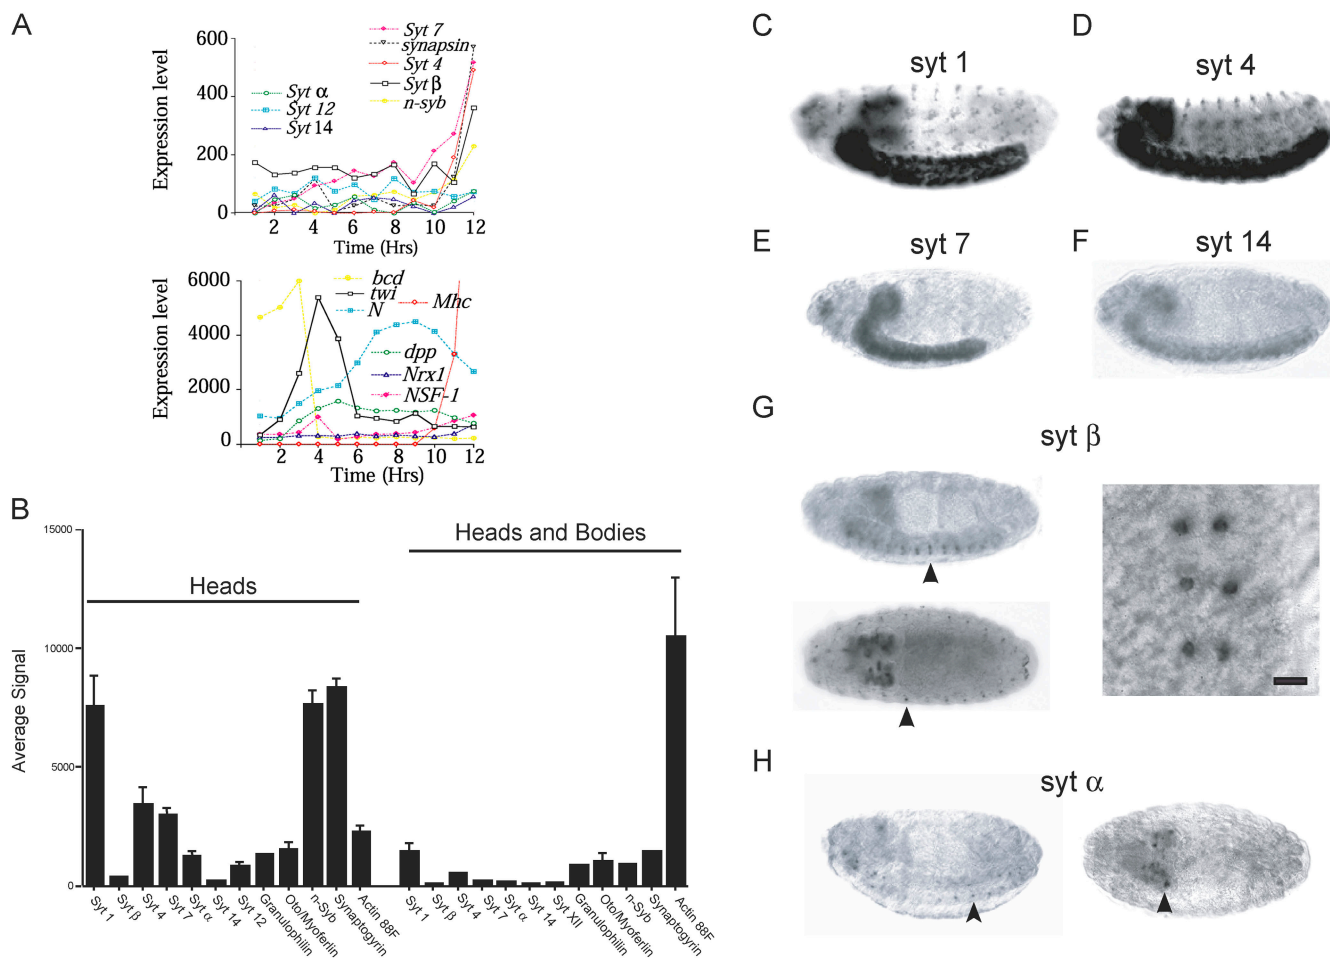 A
Expression level
600
400
200
0
Syt 7
synapsin
Syt 4
Syt β
n-syb
Syt α
Syt 12
Syt 14
2 4 6 8 10 12
Time (Hrs)
Expression level
6000
4000
2000
0
bcd
twi
N
Mhc
dpp
Nrx1
NSF-1
2 4 6 8 10 12
Time (Hrs)
B
Average Signal
15000
10000
5000
0
Heads
Heads and Bodies
Syt 1
Syt β
Syt 4
Syt 7
Syt α
Syt 14
Syt 12
Granulophilin
Oto/Myoferlin
n-Syb
Synaptogyrin
Actin 88F
Syt 1
Syt β
Syt 4
Syt 7
Syt α
Syt 14
Syt XII
Granulophilin
Oto/Myoferlin
n-Syb
Synaptogyrin
Actin 88F
C
syt 1
D
syt 4
E
syt 7
F
syt 14
G
syt β
H
syt α